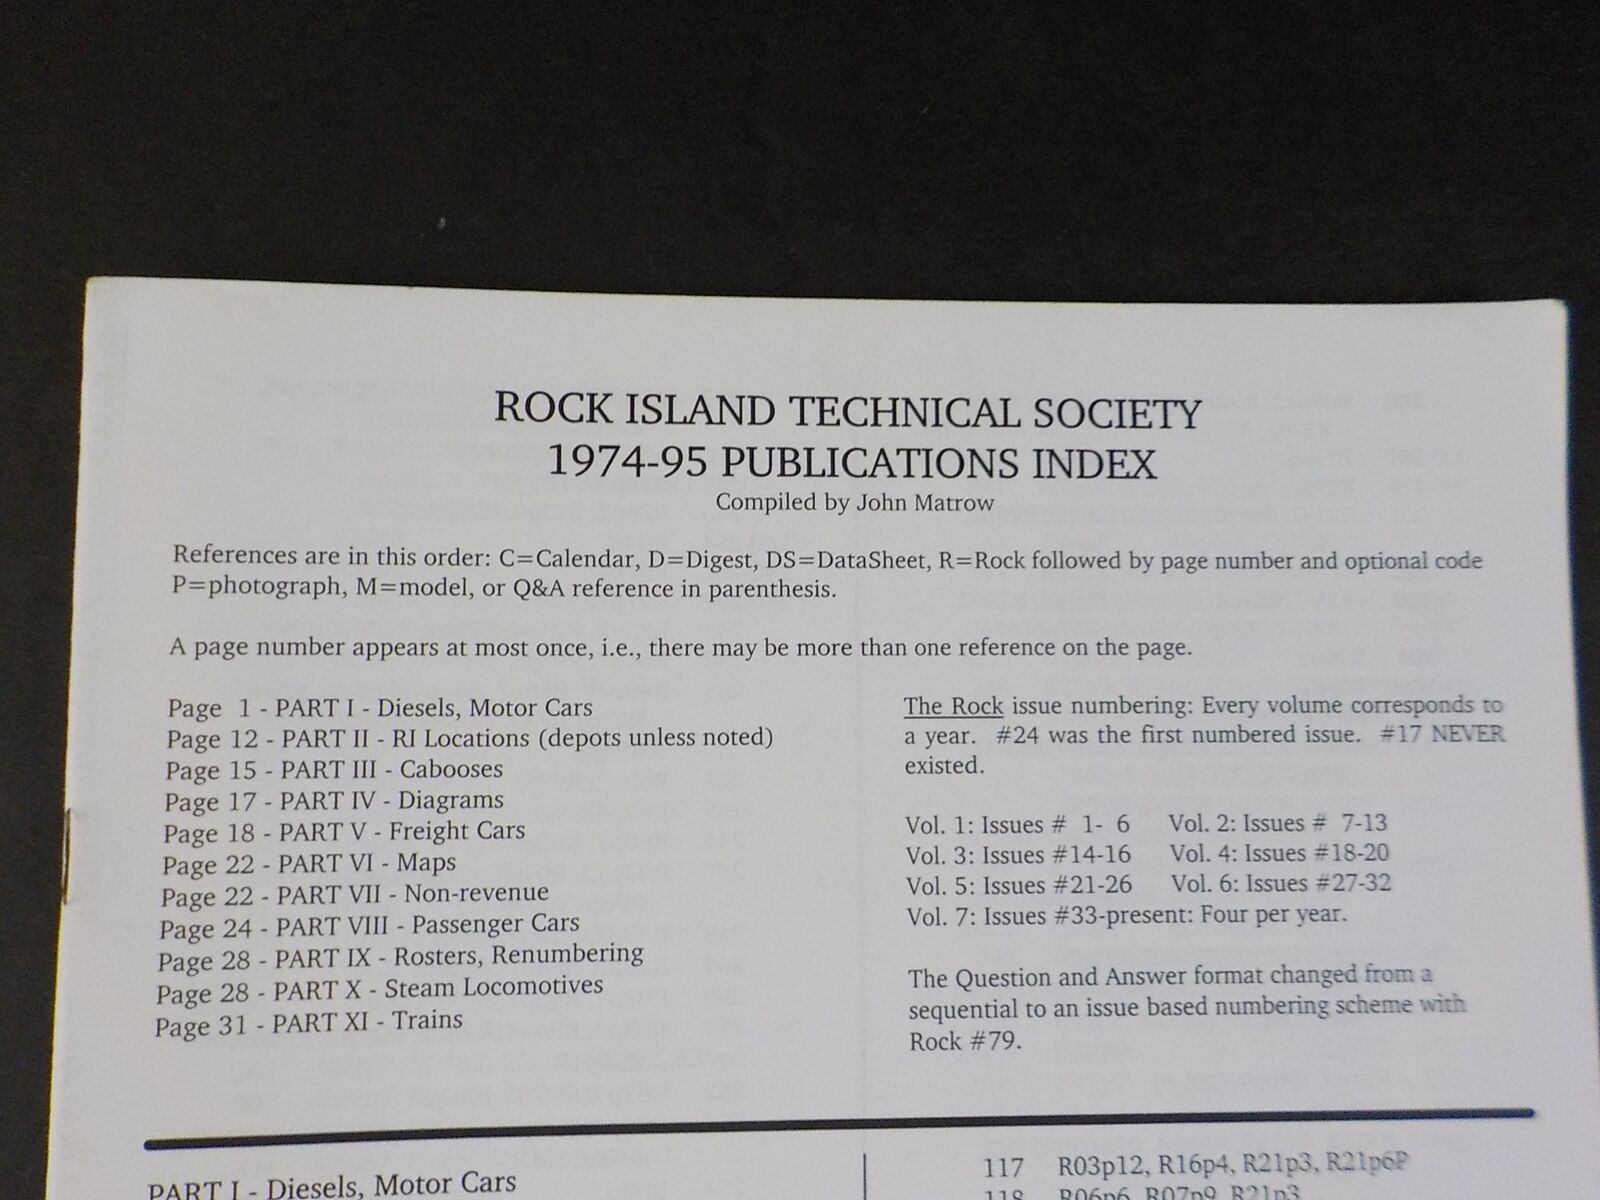 ROCK ISLAND TECHNICAL SOCIETY
1974-95 PUBLICATIONS INDEX
Compiled by John Matrow
References are in this order: C=Calendar, D=Digest, DS=DataSheet, R=Rock followed by page number and optional code
P=photograph, M=model, or Q&A reference in parenthesis.
A page number appears at most once, i.e., there may be more than one reference on the page.
Page 1 - PART I - Diesels, Motor Cars
Page 12 - PART II - RI Locations (depots unless noted)
Page 15 - PART III - Cabooses
Page 17 - PART IV - Diagrams
Page 18 - PART V - Freight Cars
Page 22 - PART VI - Maps
Page 22 - PART VII - Non-revenue
Page 24 - PART VIII - Passenger Cars
Page 28 - PART IX - Rosters, Renumbering
Page 28 - PART X - Steam Locomotives
Page 31 - PART XI - Trains
The Rock issue numbering: Every volume corresponds to
a year. #24 was the first numbered issue. #17 NEVER
existed.
Vol. 1: Issues # 1- 6 Vol. 2: Issues # 7-13
Vol. 3: Issues #14-16 Vol. 4: Issues #18-20
Vol. 5: Issues #21-26 Vol. 6: Issues #27-32
Vol. 7: Issues #33-present: Four per year.
The Question and Answer format changed from a
sequential to an issue based numbering scheme with
Rock #79.
PART I - Diesels, Motor Cars
117 R03p12, R16p4, R21p3, R21p6P
118 R06p6, R07p9, R21p3